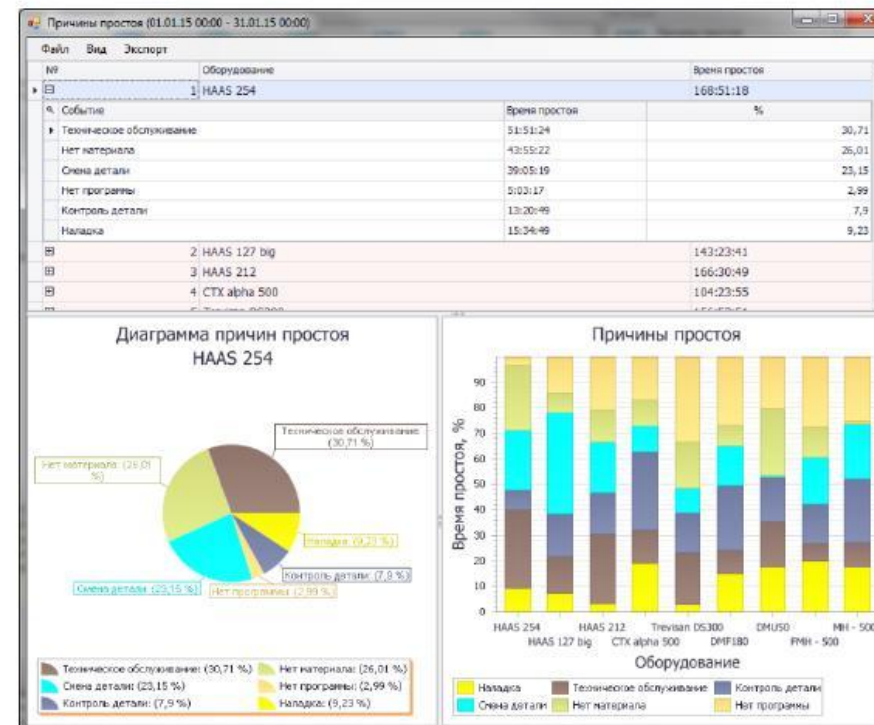 Причины простоя (01.01.15 00:00 - 31.01.15 00:00)
Файл Вид Экспорт
№ Оборудование Время простоя
1 HAAS 254 168:51:18
Событие Время простоя %
Техническое обслуживание 51:51:24 30,71
Нет материала 43:55:22 26,01
Смена детали 39:05:19 23,15
Нет программы 5:03:17 2,99
Контроль детали 13:20:49 7,9
Наладка 15:34:49 9,23
2 HAAS 127 big 143:23:41
3 HAAS 212 166:30:49
4 CTX alpha 500 104:23:55
Диаграмма причин простоя
HAAS 254
Техническое обслуживание
(30,71 %)
Нет материала: (26,01
%)
Наладка: (9,23 %)
Контроль детали: (7,9 %)
Смена детали: (23,15 %)
Нет программы: (2,99 %)
Техническое обслуживание: (30,71 %) Нет материала: (26,01 %)
Смена детали: (23,15 %) Нет программы: (2,99 %)
Контроль детали: (7,9 %) Наладка: (9,23 %)
Причины простоя
Время простоя, %
90
80
70
60
50
40
30
20
10
0
HAAS 254 HAAS 212 Trevisan DS300 DMU50 MH - 500
HAAS 127 big CTX alpha 500 DMF180 FMH - 500
Оборудование
Наладка Техническое обслуживание Контроль детали
Смена детали Нет материала Нет программы